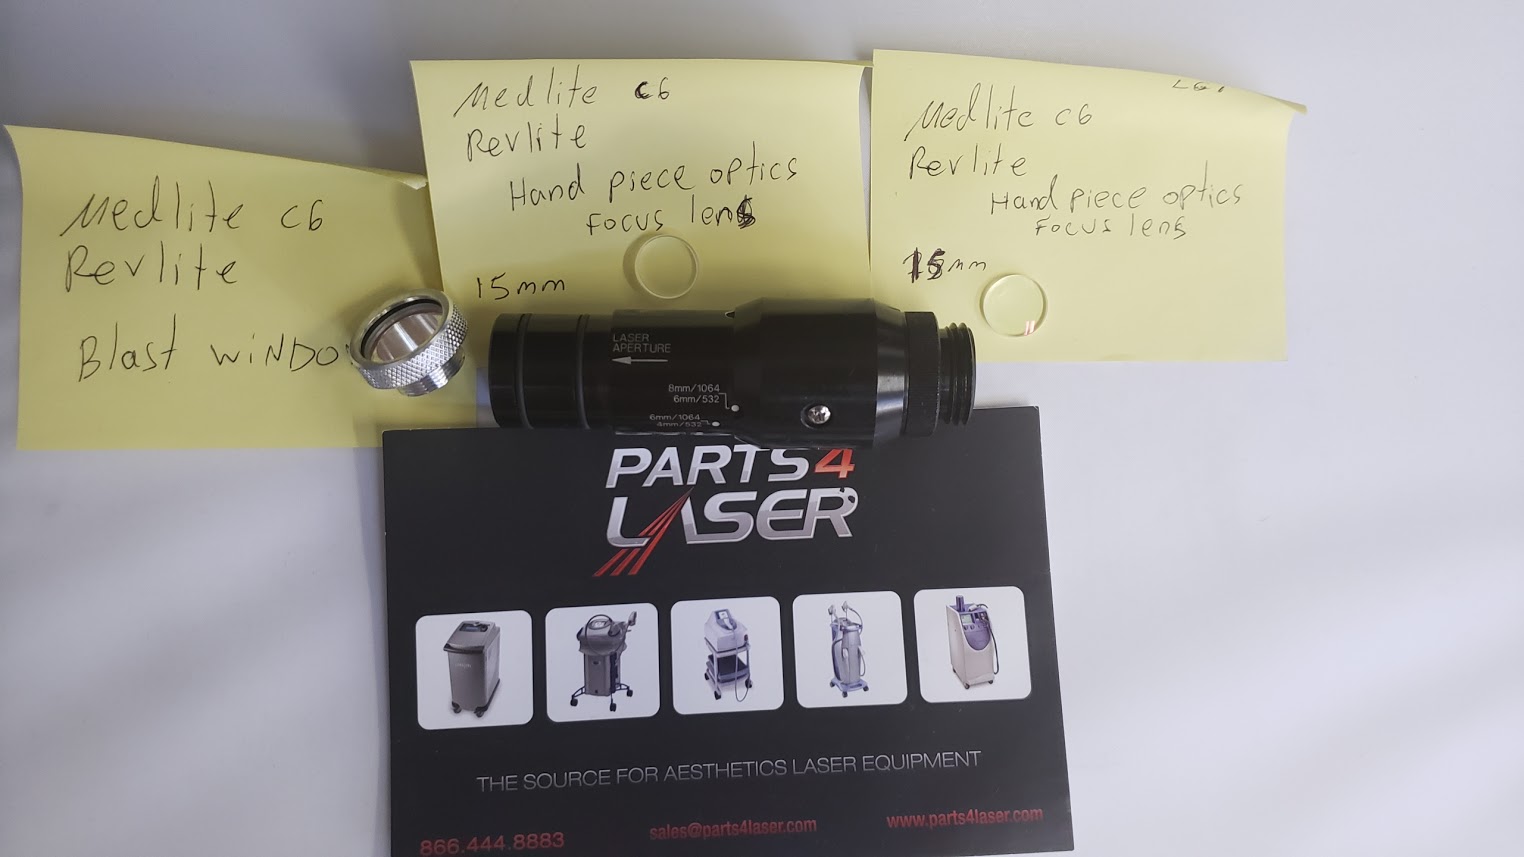 Medlite c6
Revlite
Blast WINDO
Medlite c6
Revlite
Hand piece optics
Focus lens
15mm
Medlite c6
Revlite
Hand piece optics
Focus lens
15mm
LASER
APERTURE
8mm/1064
6mm/532
6mm/1064
4mm/532
PARTS4
LASER
THE SOURCE FOR AESTHETICS LASER EQUIPMENT
866.444.8883
sales@parts4laser.com
www.parts4laser.com